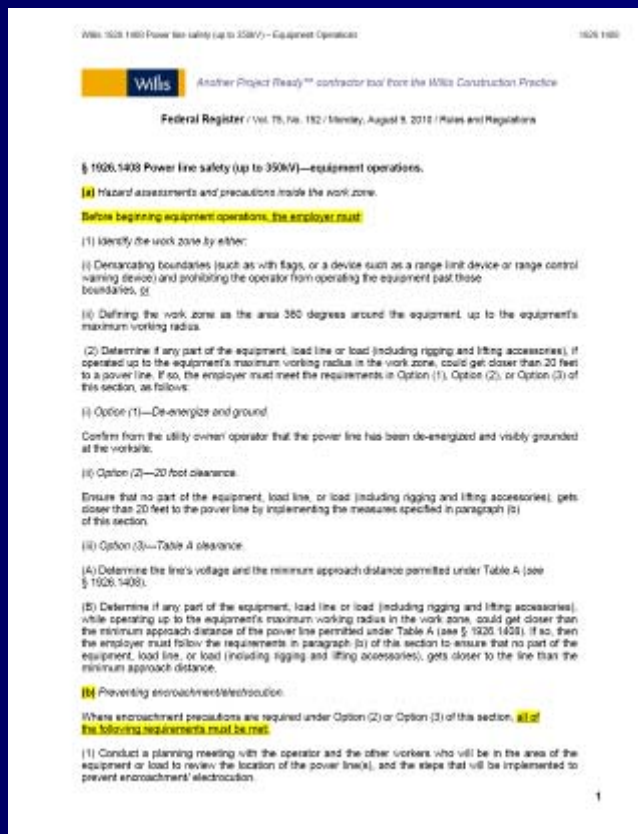 Willis 1926.1408 Power line safety (up to 350kV) – Equipment Operations 1926.1408
Willis Another Project Ready™ contractor tool from the Willis Construction Practice
Federal Register / Vol. 75, No. 152 / Monday, August 9, 2010 / Rules and Regulations
§ 1926.1408 Power line safety (up to 350kV)—equipment operations.
(a) Hazard assessments and precautions inside the work zone.
Before beginning equipment operations, the employer must:
(1) Identify the work zone by either:
(i) Demarcating boundaries (such as with flags, or a device such as a range limit device or range control
warning device) and prohibiting the operator from operating the equipment past those
boundaries, or
(ii) Defining the work zone as the area 360 degrees around the equipment, up to the equipment's
maximum working radius.
(2) Determine if any part of the equipment, load line or load (including rigging and lifting accessories), if
operated up to the equipment's maximum working radius in the work zone, could get closer than 20 feet
to a power line. If so, the employer must meet the requirements in Option (1), Option (2), or Option (3) of
this section, as follows:
(i) Option (1)—De-energize and ground.
Confirm from the utility owner/ operator that the power line has been de-energized and visibly grounded
at the worksite.
(ii) Option (2)—20 foot clearance.
Ensure that no part of the equipment, load line, or load (including rigging and lifting accessories), gets
closer than 20 feet to the power line by implementing the measures specified in paragraph (b)
of this section.
(iii) Option (3)—Table A clearance.
(A) Determine the line's voltage and the minimum approach distance permitted under Table A (see
§ 1926.1408).
(B) Determine if any part of the equipment, load line or load (including rigging and lifting accessories),
while operating up to the equipment's maximum working radius in the work zone, could get closer than
the minimum approach distance of the power line permitted under Table A (see § 1926.1408). If so, then
the employer must follow the requirements in paragraph (b) of this section to ensure that no part of the
equipment, load line, or load (including rigging and lifting accessories), gets closer to the line than the
minimum approach distance.
(b) Preventing encroachment/electrocution.
Where encroachment precautions are required under Option (2) or Option (3) of this section, all of
the following requirements must be met:
(1) Conduct a planning meeting with the operator and the other workers who will be in the area of the
equipment or load to review the location of the power line(s), and the steps that will be implemented to
prevent encroachment/ electrocution.
1